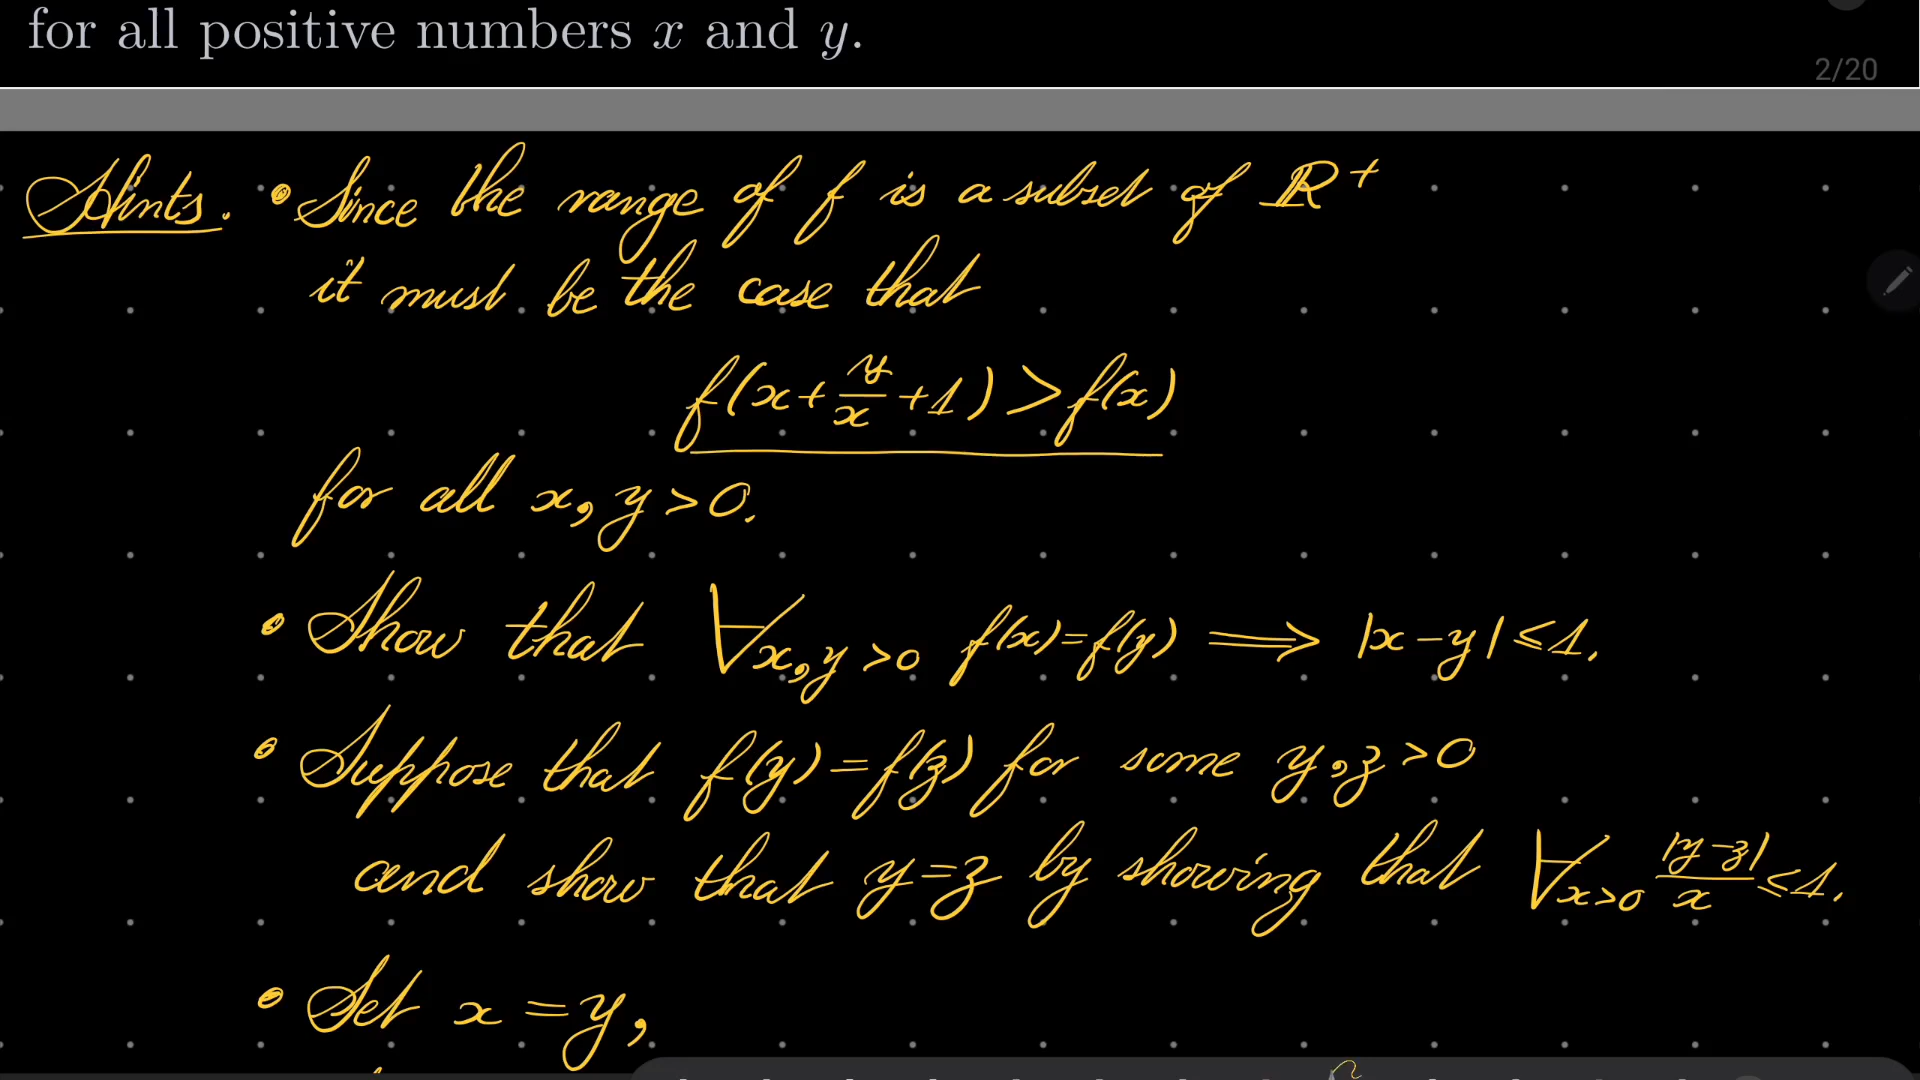 for all positive numbers x and y.
2/20
Hints. • Since the range of f is a subset of ℝ⁺
it must be the case that
f(x + y/x + 1) > f(x)
for all x, y > 0.
• Show that ∀x,y>0 f(x) = f(y) ⟹ |x − y| ≤ 1.
• Suppose that f(y) = f(z) for some y, z > 0
and show that y = z by showing that ∀x>0 |y − z|/x ≤ 1.
• Set x = y,